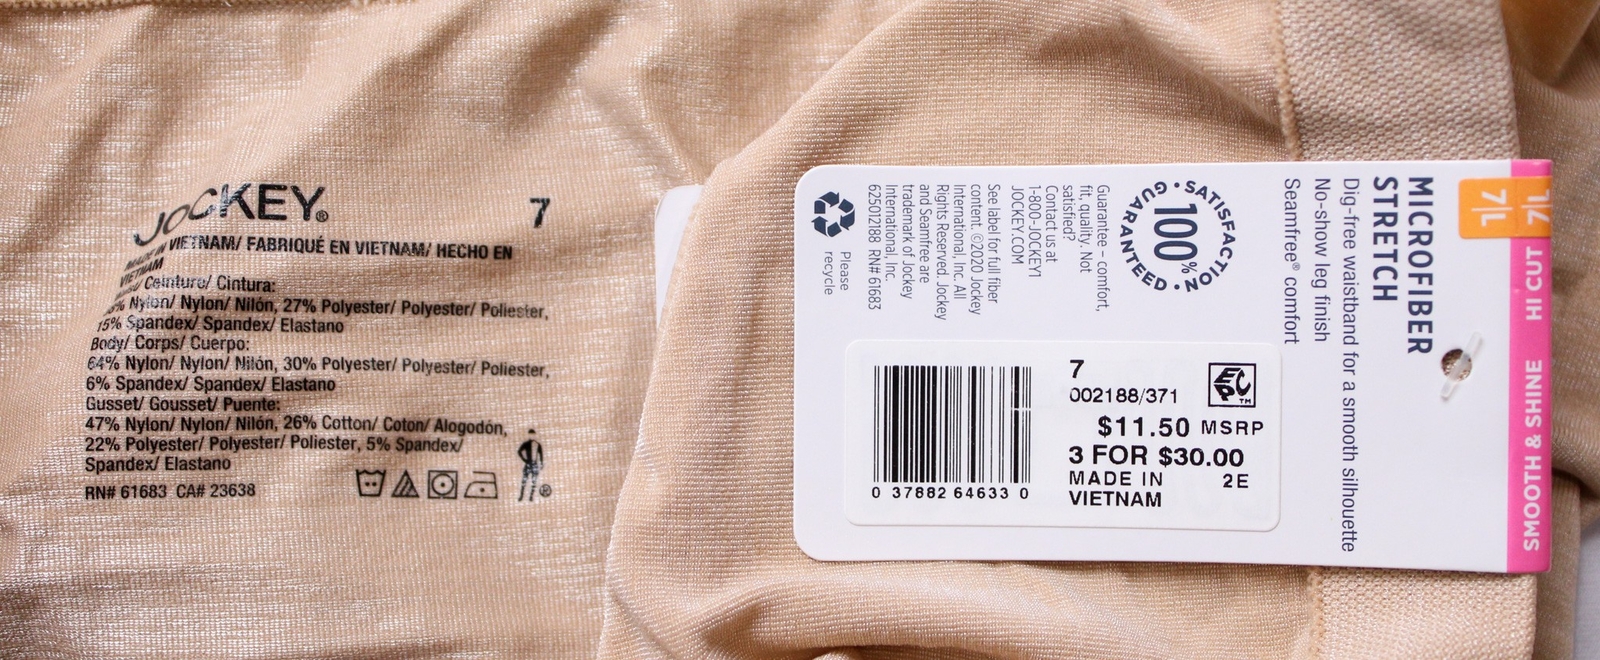 JOCKEY®
7
MADE IN VIETNAM/ FABRIQUÉ EN VIETNAM/ HECHO EN
VIETNAM
Ceinture/ Cintura:
Nylon/ Nylon/ Nilón, 27% Polyester/ Polyester/ Poliester,
15% Spandex/ Spandex/ Elastano
Body/ Corps/ Cuerpo:
64% Nylon/ Nylon/ Nilón, 30% Polyester/ Polyester/ Poliester,
6% Spandex/ Spandex/ Elastano
Gusset/ Gousset/ Puente:
47% Nylon/ Nylon/ Nilón, 26% Cotton/ Coton/ Alogodón,
22% Polyester/ Polyester/ Poliester, 5% Spandex/
Spandex/ Elastano
RN# 61683 CA# 23638
7/L
7/L
SMOOTH & SHINE HI CUT
MICROFIBER
STRETCH
Dig-free waistband for a smooth silhouette
No-show leg finish
Seamfree® comfort
SATISFACTION
100%
GUARANTEED
Guarantee – comfort,
fit, quality. Not
satisfied?
Contact us at
1-800-JOCKEY1
JOCKEY.COM
See label for full fiber
content. ©2020 Jockey
International, Inc. All
Rights Reserved. Jockey
and Seamfree are
trademark of Jockey
International, Inc.
625012188 RN# 61683
Please
recycle
7
002188/371
EPC™
$11.50 MSRP
3 FOR $30.00
MADE IN 2E
VIETNAM
0 37882 64633 0